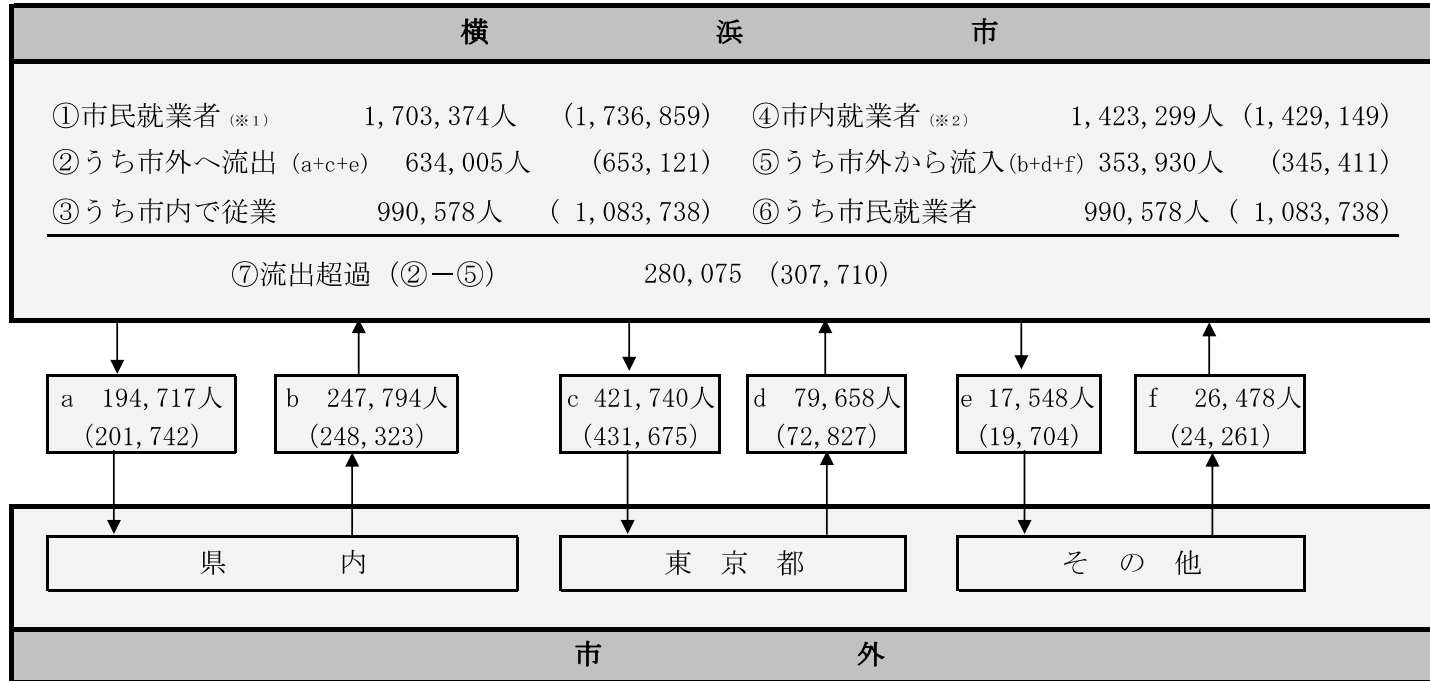 横浜市
①市民就業者(※1) 1,703,374人 (1,736,859) ④市内就業者(※2) 1,423,299人 (1,429,149)
②うち市外へ流出 (a+c+e) 634,005人 (653,121) ⑤うち市外から流入(b+d+f) 353,930人 (345,411)
③うち市内で従業 990,578人 ( 1,083,738) ⑥うち市民就業者 990,578人 ( 1,083,738)
⑦流出超過 (②－⑤) 280,075 (307,710)
a 194,717人 b 247,794人 c 421,740人 d 79,658人 e 17,548人 f 26,478人
(201,742) (248,323) (431,675) (72,827) (19,704) (24,261)
県内 東京都 その他
市外